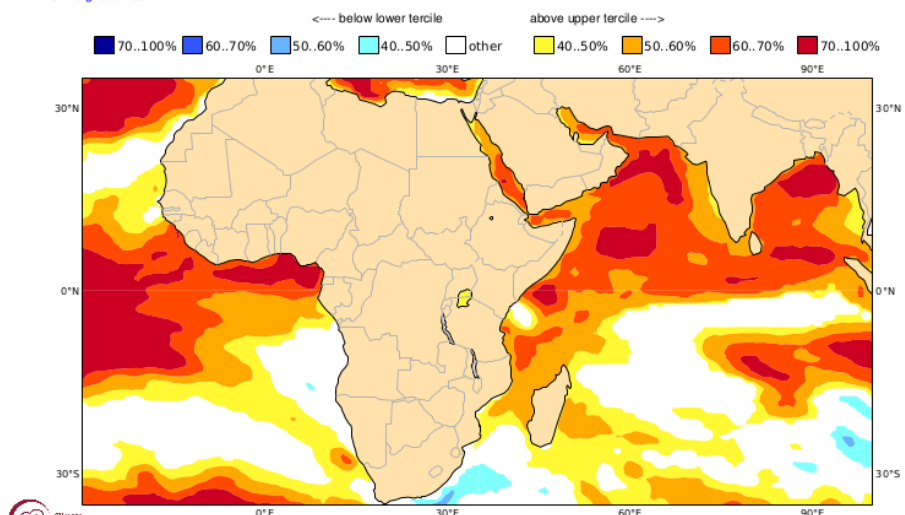 <---- below lower tercile above upper tercile ---->
70..100% 60..70% 50..60% 40..50% other 40..50% 50..60% 60..70% 70..100%
0°E 30°E 60°E 90°E
30°N 30°N
0°N 0°N
30°S 30°S
0°E 30°E 60°E 90°E